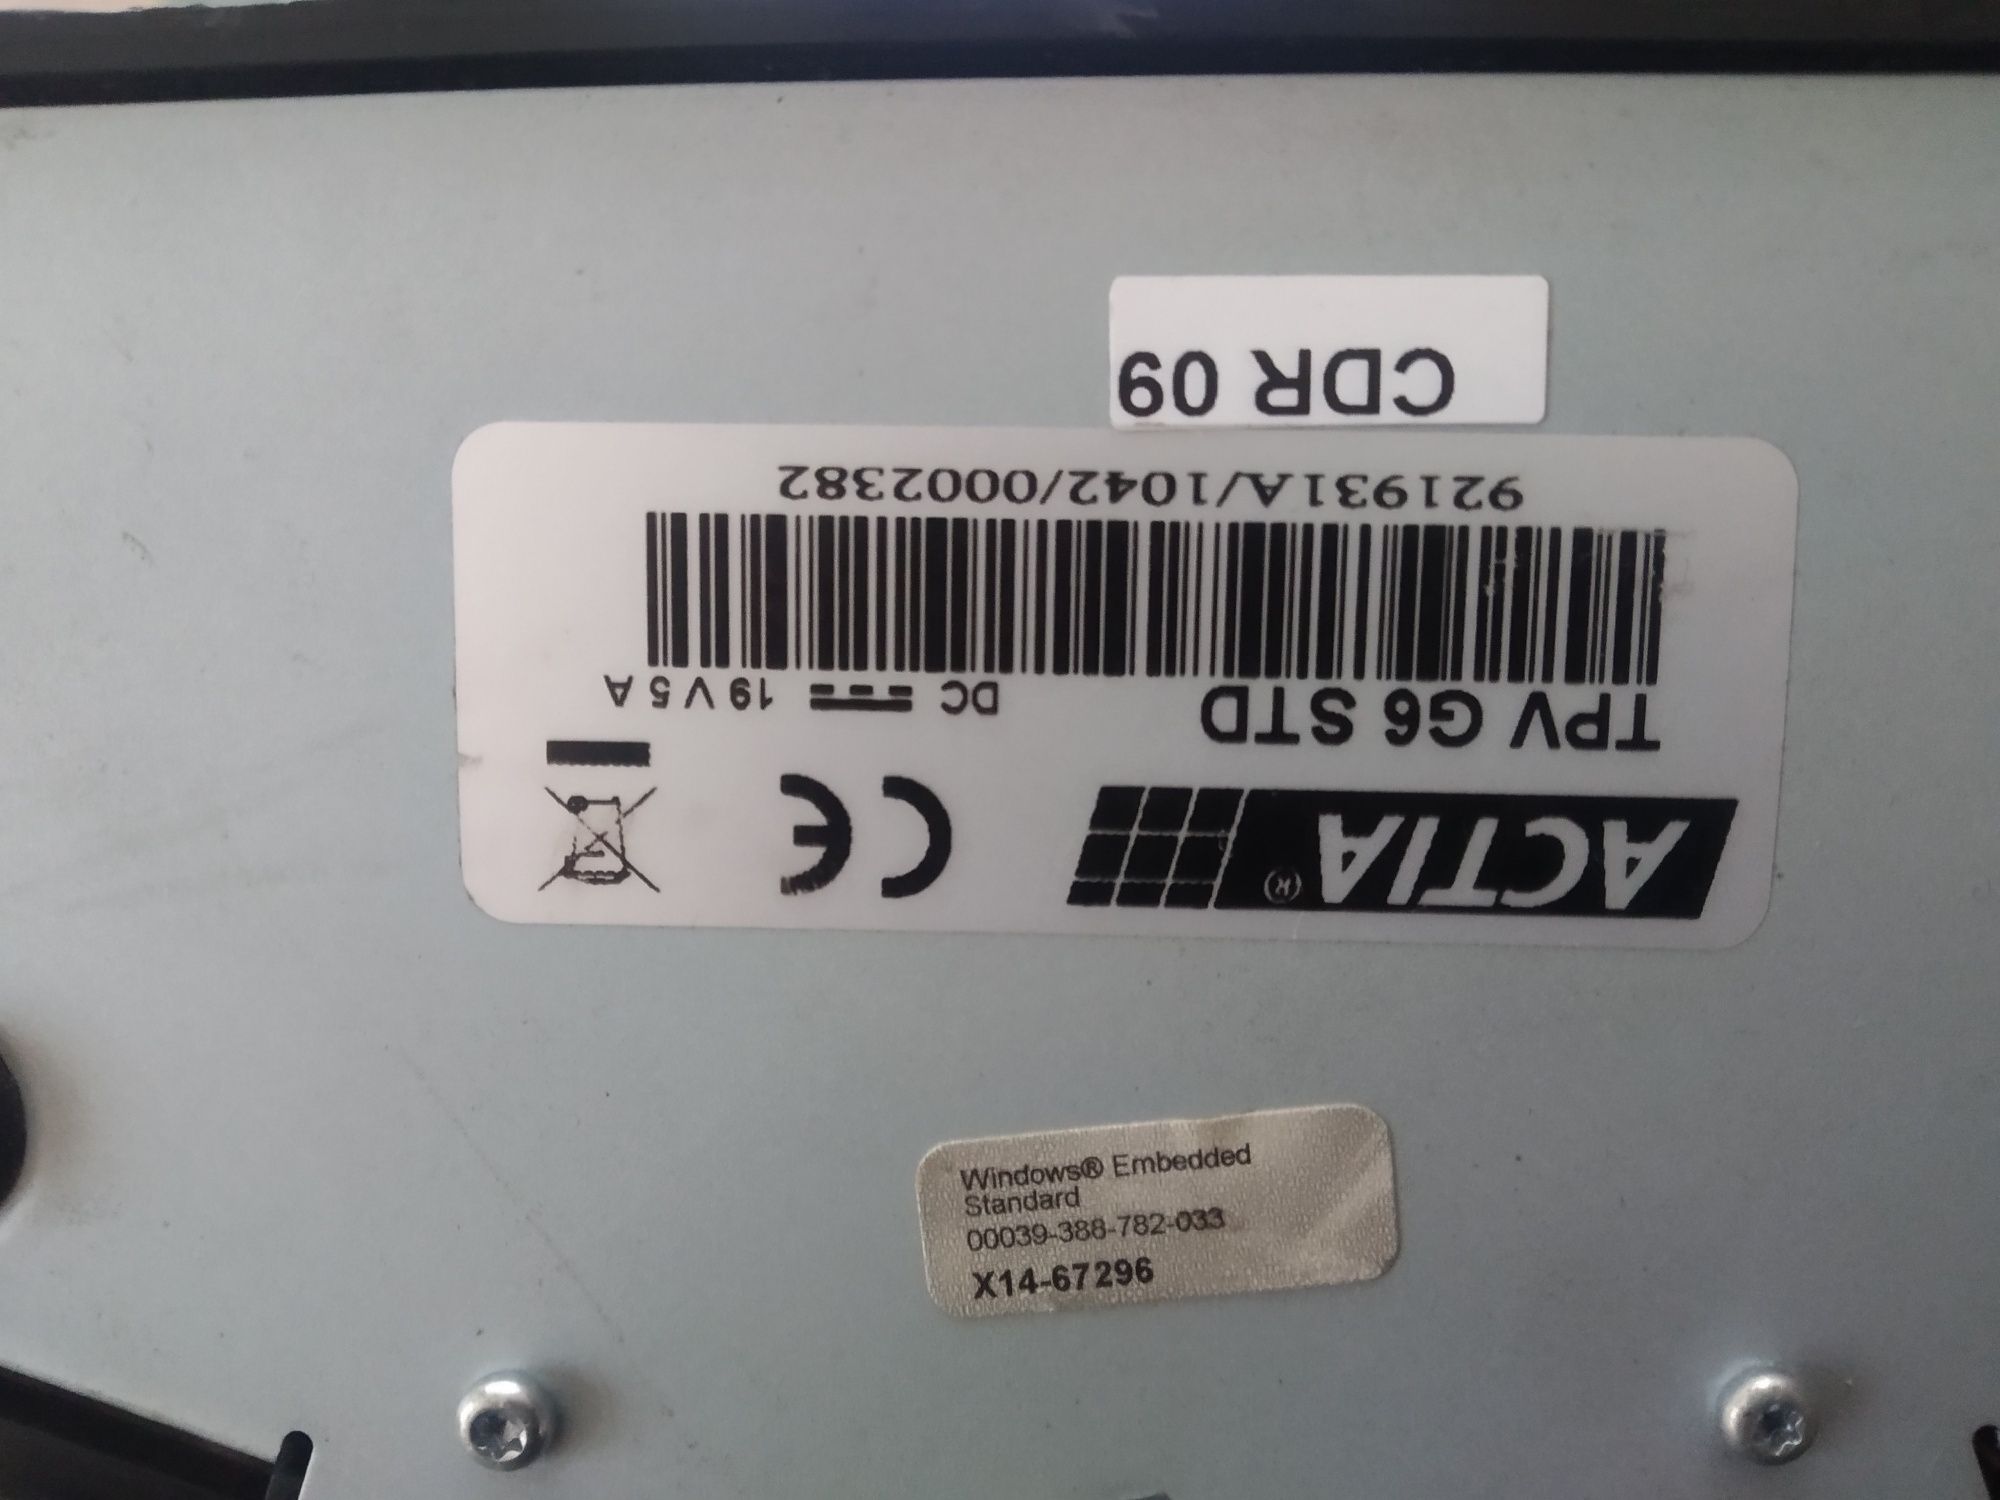 ACTIA®
CE
TPV G6 STD
DC 19 V 5 A
921931A/1042/0002382
CDR 09
Windows® Embedded
Standard
00039-388-782-033
X14-67296